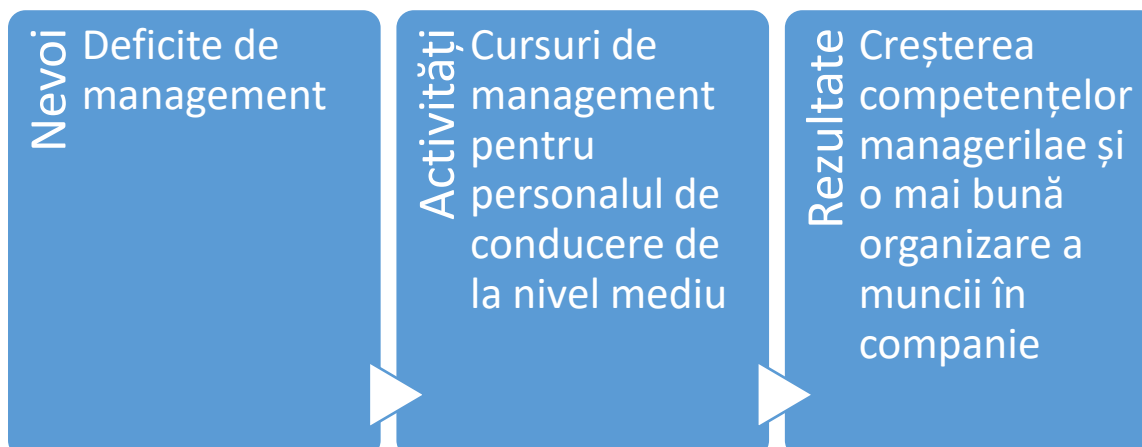 Nevoi
Deficite de
management
Activități
Cursuri de
management
pentru
personalul de
conducere de
la nivel mediu
Rezultate
Creșterea
competențelor
managerilae și
o mai bună
organizare a
muncii în
companie